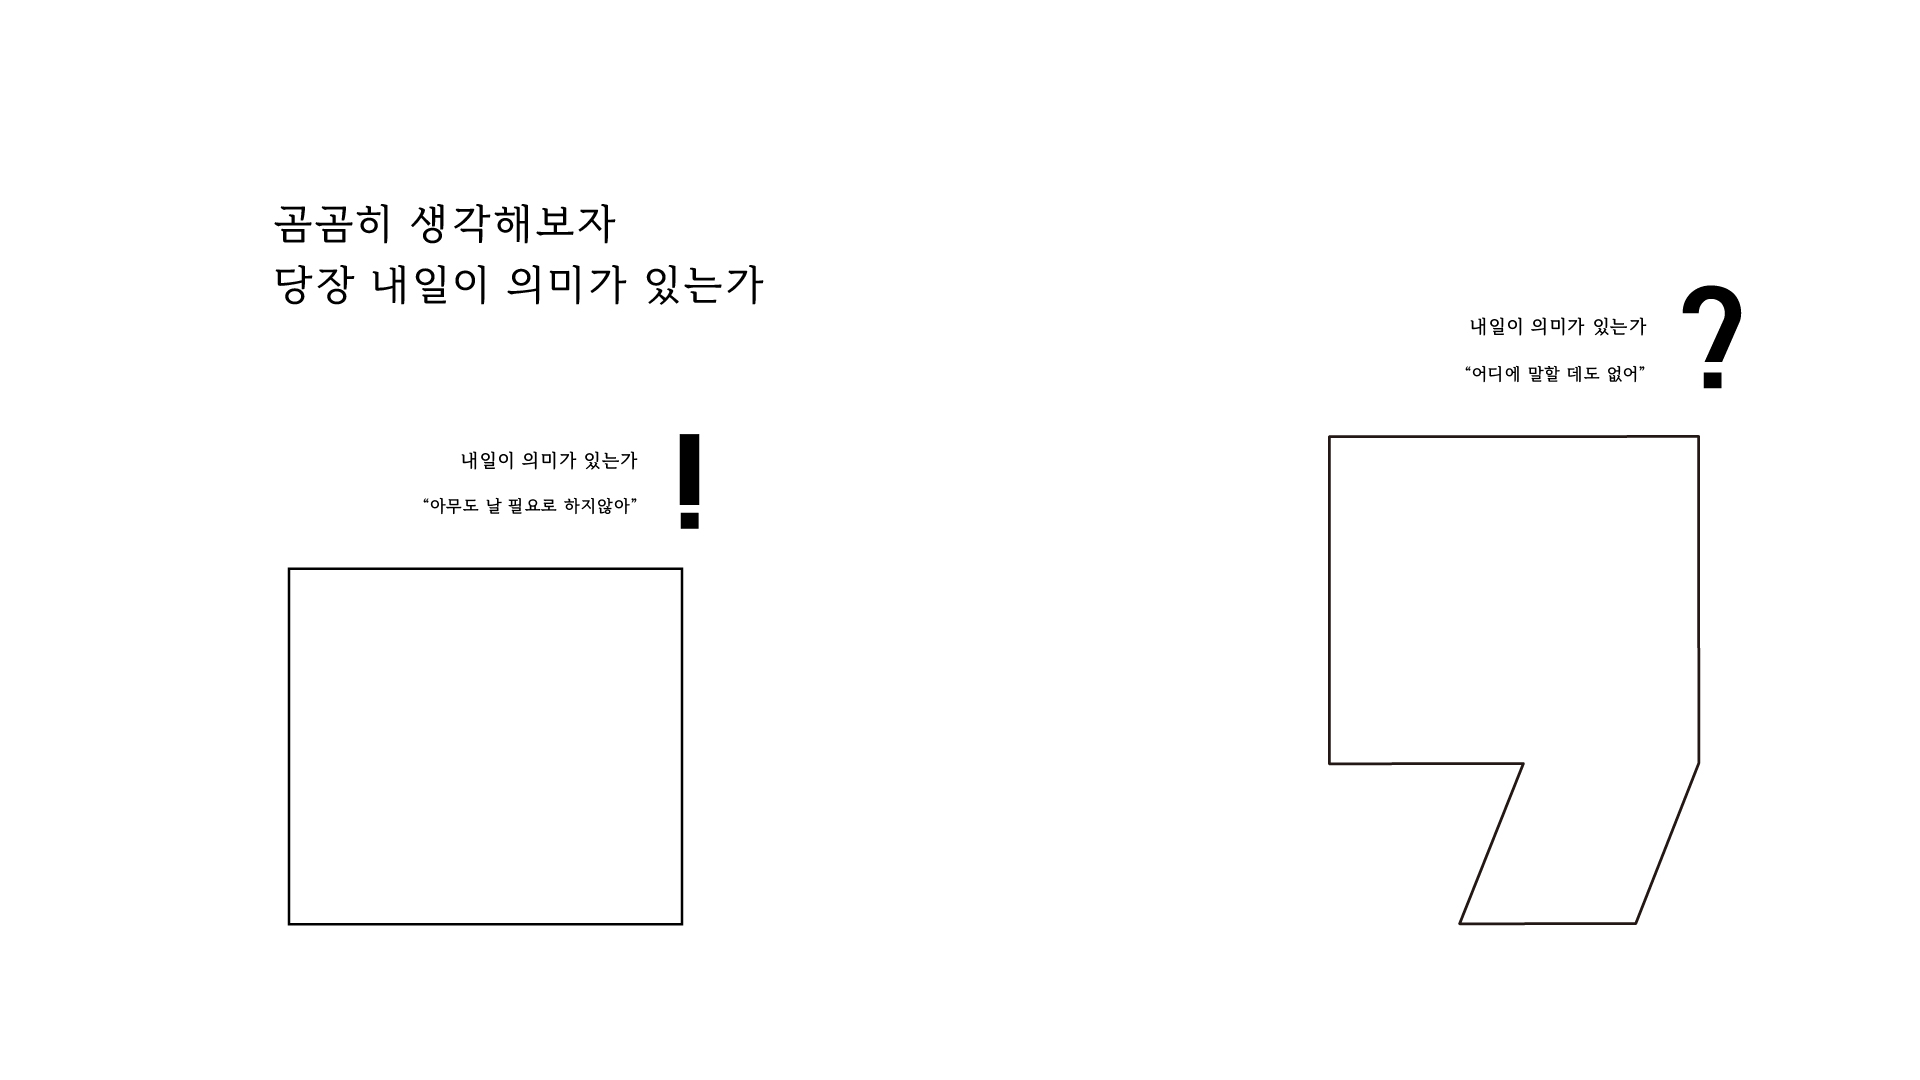 곰곰히 생각해보자
당장 내일이 의미가 있는가
내일이 의미가 있는가
“아무도 날 필요로 하지않아”
!
내일이 의미가 있는가
“어디에 말할 데도 없어”
?